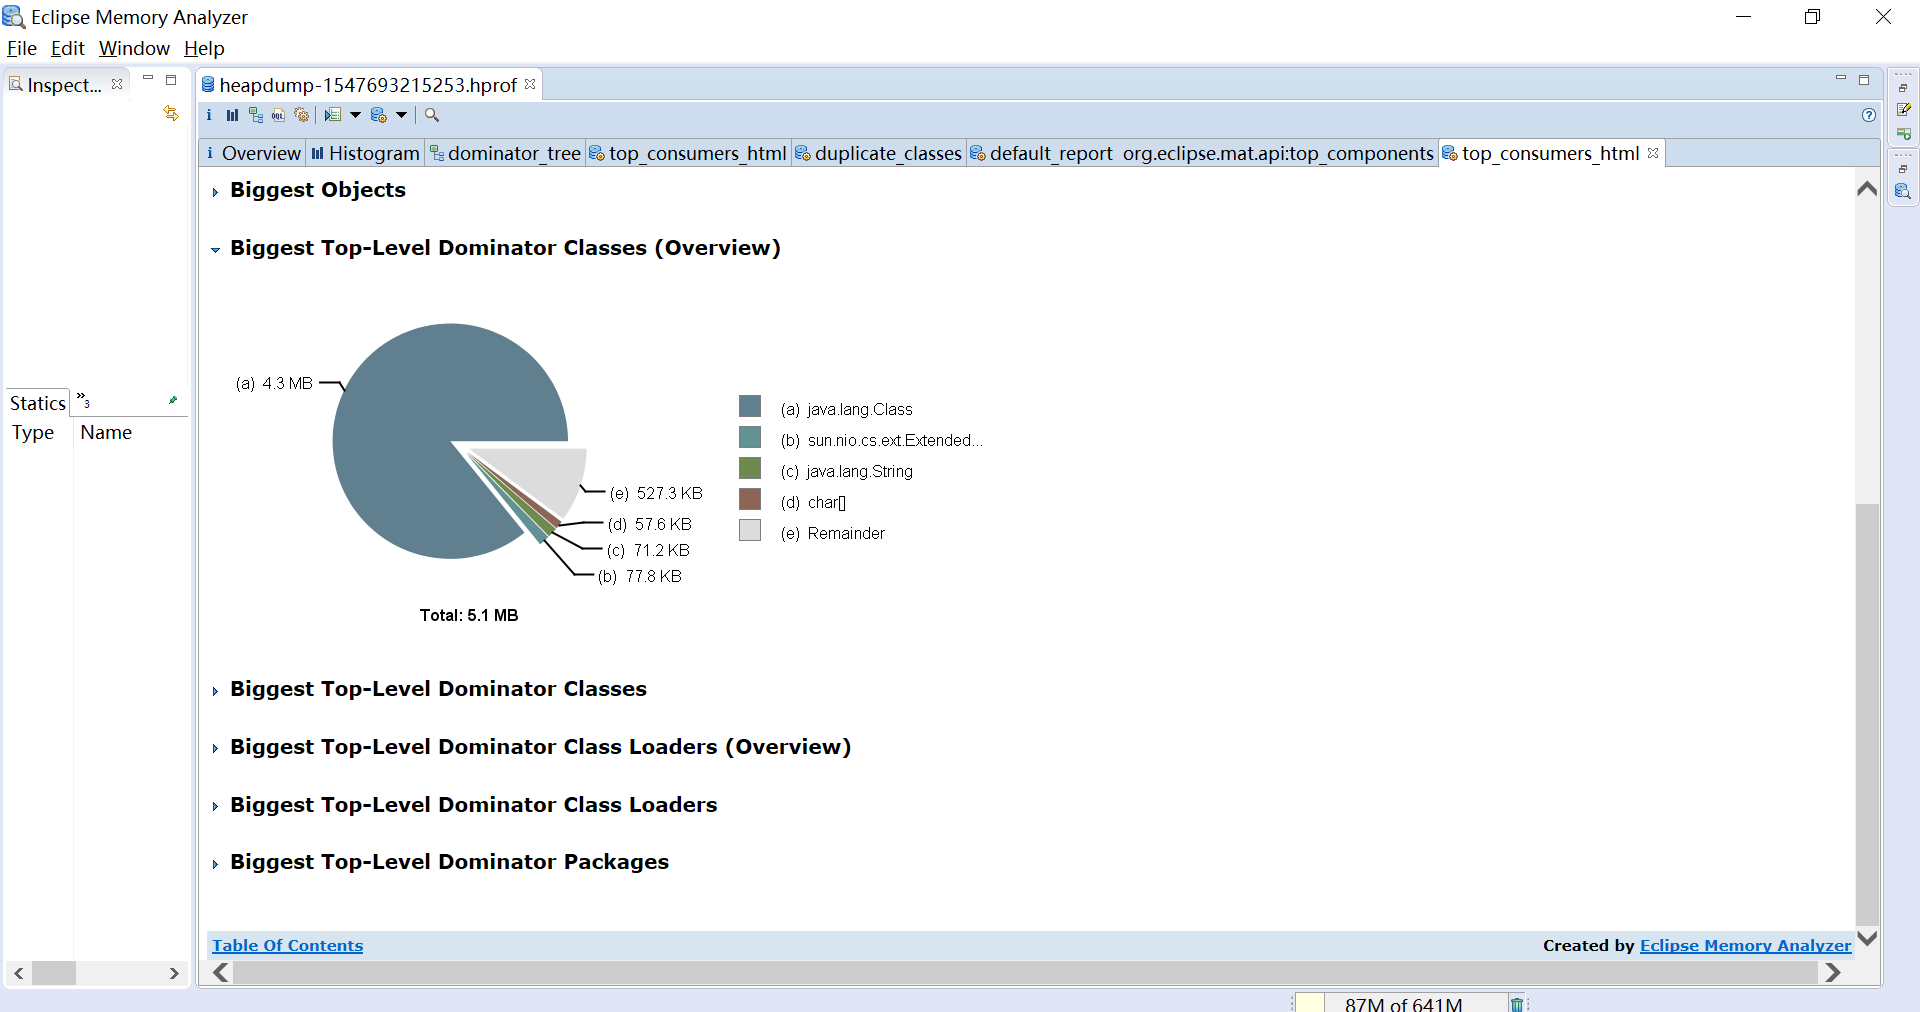 Eclipse Memory Analyzer
File Edit Window Help
Inspect...
heapdump-1547693215253.hprof
i Overview Histogram dominator_tree top_consumers_html duplicate_classes default_report org.eclipse.mat.api:top_components top_consumers_html
Biggest Objects
Biggest Top-Level Dominator Classes (Overview)
(a) 4.3 MB
(e) 527.3 KB
(d) 57.6 KB
(c) 71.2 KB
(b) 77.8 KB
Total: 5.1 MB
(a) java.lang.Class
(b) sun.nio.cs.ext.Extended...
(c) java.lang.String
(d) char[]
(e) Remainder
Statics »3
Type Name
Biggest Top-Level Dominator Classes
Biggest Top-Level Dominator Class Loaders (Overview)
Biggest Top-Level Dominator Class Loaders
Biggest Top-Level Dominator Packages
Table Of Contents
Created by Eclipse Memory Analyzer
87M of 641M